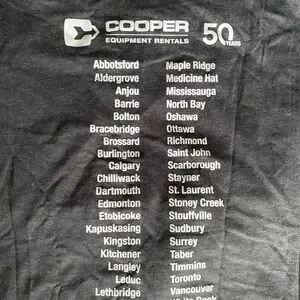 COOPER
EQUIPMENT RENTALS
50 YEARS
Abbotsford
Aldergrove
Anjou
Barrie
Bolton
Bracebridge
Brossard
Burlington
Calgary
Chilliwack
Dartmouth
Edmonton
Etobicoke
Kapuskasing
Kingston
Kitchener
Langley
Leduc
Lethbridge
Maple Ridge
Medicine Hat
Mississauga
North Bay
Oshawa
Ottawa
Richmond
Saint John
Scarborough
Stayner
St. Laurent
Stoney Creek
Stouffville
Sudbury
Surrey
Taber
Timmins
Toronto
Vancouver